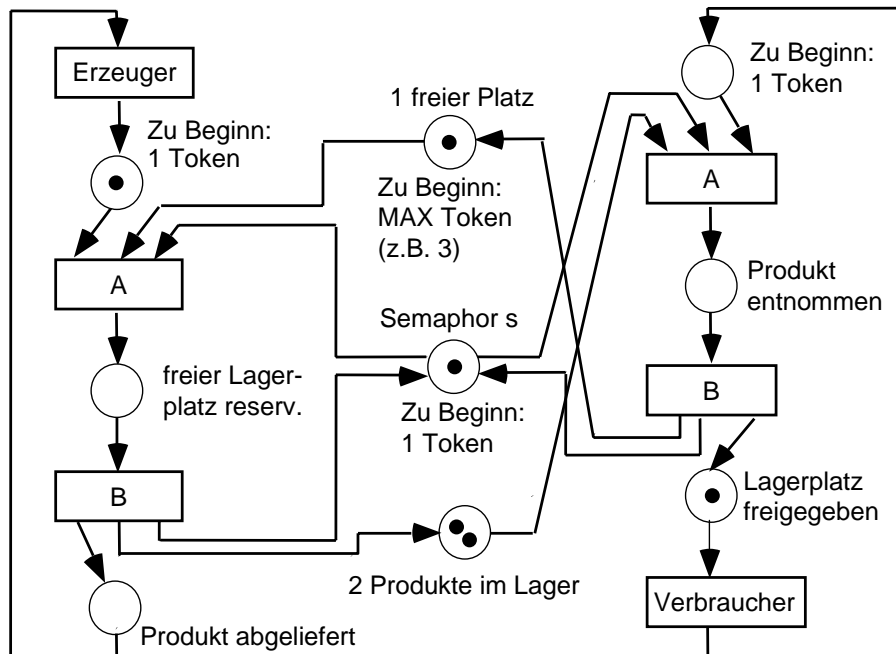 Erzeuger
Zu Beginn:
1 Token
A
freier Lager-
platz reserv.
B
Produkt abgeliefert
1 freier Platz
Zu Beginn:
MAX Token
(z.B. 3)
Semaphor s
Zu Beginn:
1 Token
2 Produkte im Lager
Zu Beginn:
1 Token
A
Produkt
entnommen
B
Lagerplatz
freigegeben
Verbraucher